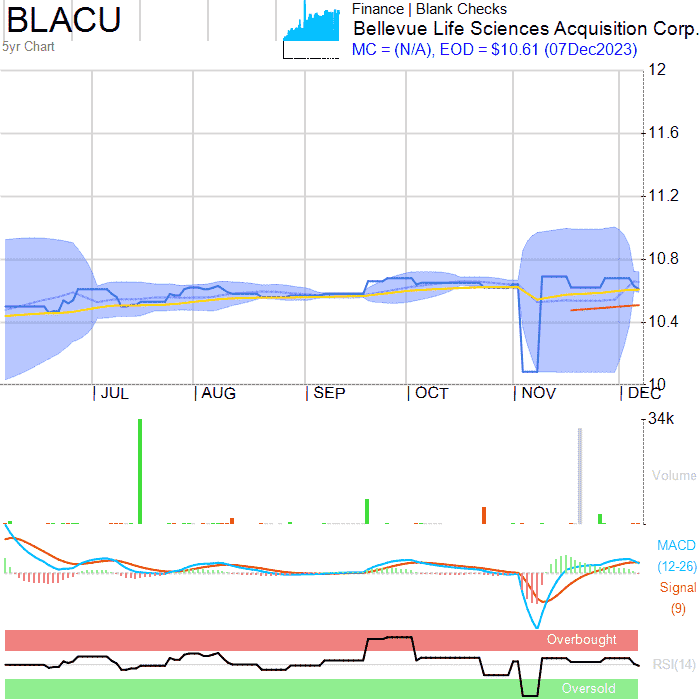 BLACU
5yr Chart
Finance | Blank Checks
Bellevue Life Sciences Acquisition Corp.
MC = (N/A), EOD = $10.61 (07Dec2023)
12
11.6
11.2
10.8
10.4
10
JUL
AUG
SEP
OCT
NOV
DEC
34k
Volume
MACD
(12-26)
Signal
(9)
Overbought
RSI(14)
Oversold